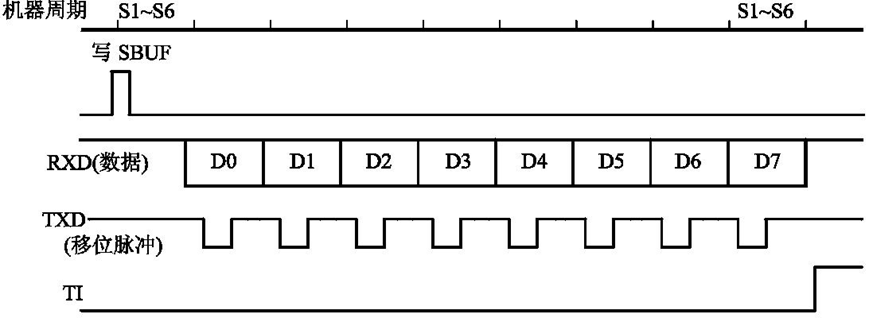 机器周期 S1~S6 S1~S6
写 SBUF
RXD(数据) D0 D1 D2 D3 D4 D5 D6 D7
TXD
(移位脉冲)
TI